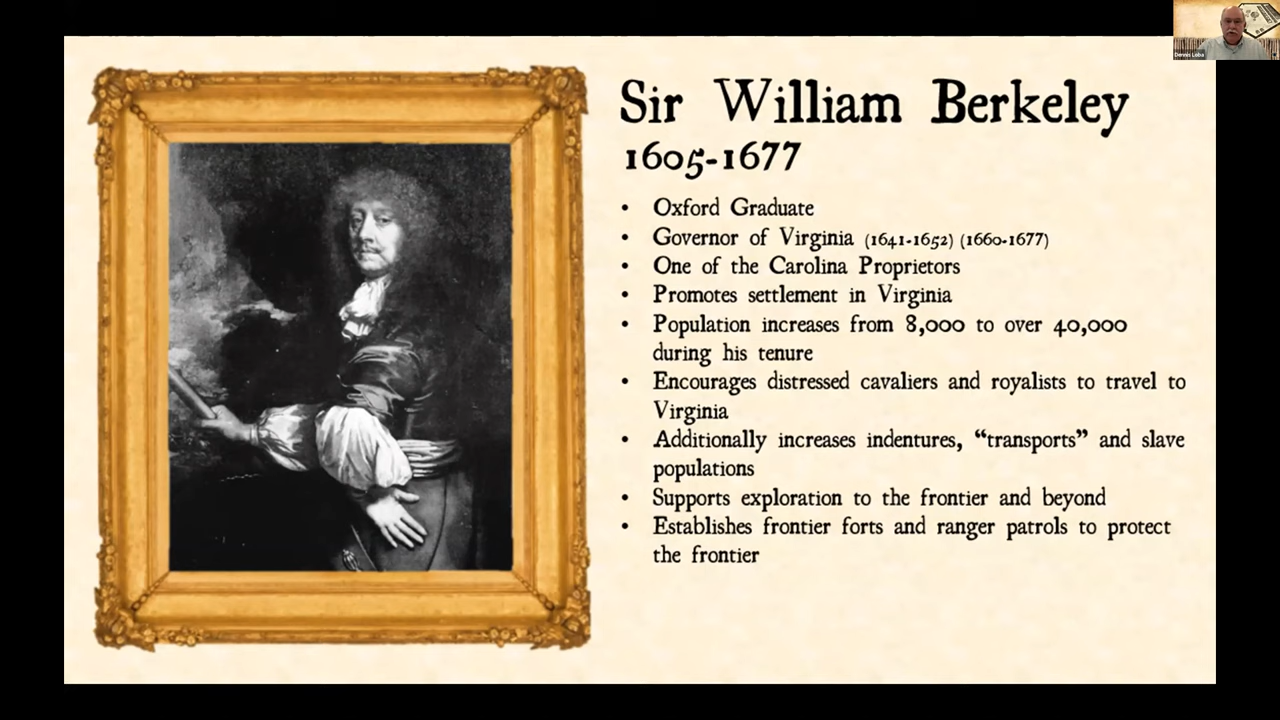 Sir William Berkeley
1605-1677
• Oxford Graduate
• Governor of Virginia (1641-1652) (1660-1677)
• One of the Carolina Proprietors
• Promotes settlement in Virginia
• Population increases from 8,000 to over 40,000
during his tenure
• Encourages distressed cavaliers and royalists to travel to
Virginia
• Additionally increases indentures, “transports” and slave
populations
• Supports exploration to the frontier and beyond
• Establishes frontier forts and ranger patrols to protect
the frontier
Dennis